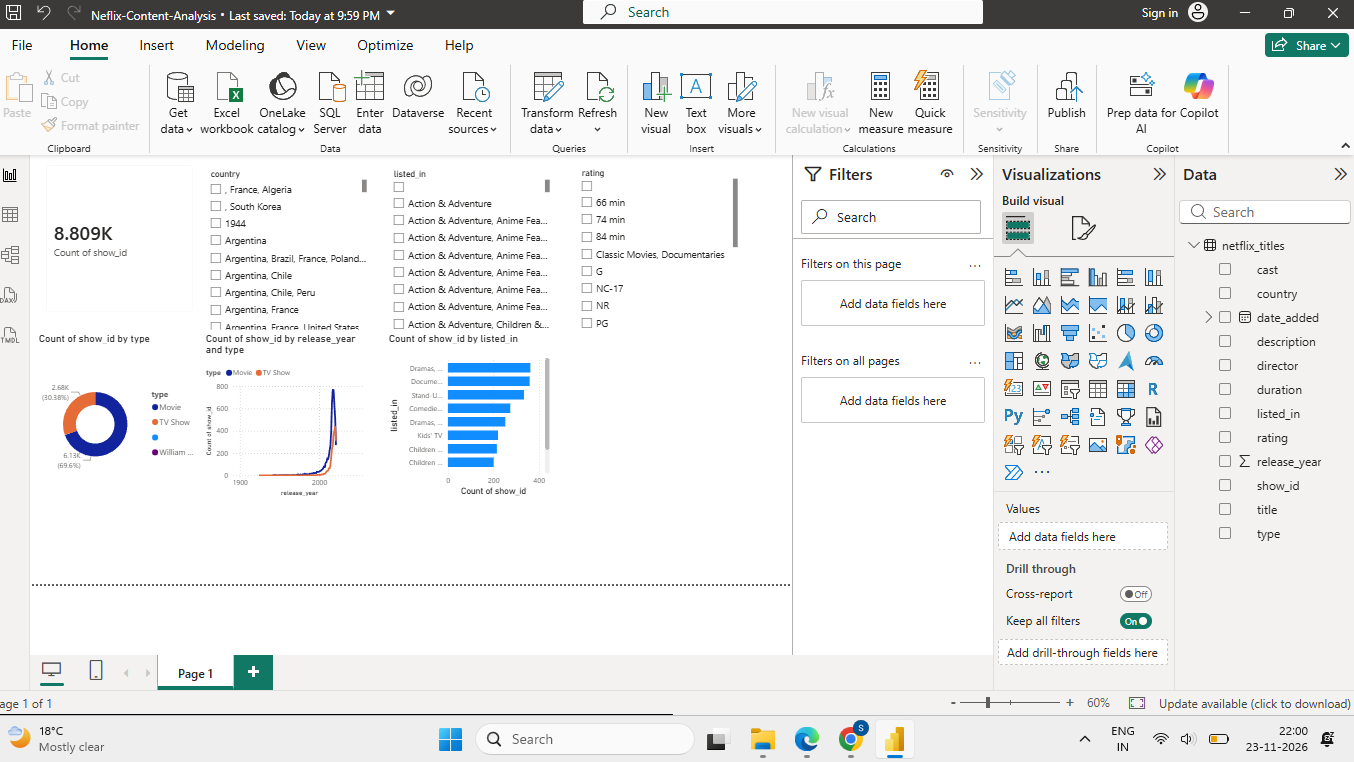 Neflix-Content-Analysis • Last saved: Today at 9:59 PM
Search
Sign in
File
Home
Insert
Modeling
View
Optimize
Help
Share
Paste
Cut
Copy
Format painter
Clipboard
Get data
Excel workbook
OneLake catalog
SQL Server
Enter data
Dataverse
Recent sources
Data
Transform data
Refresh
Queries
New visual
Text box
More visuals
Insert
New visual calculation
New measure
Quick measure
Calculations
Sensitivity
Sensitivity
Publish
Share
Prep data for AI
Copilot
Copilot
8.809K
Count of show_id
country
, France, Algeria
, South Korea
1944
Argentina
Argentina, Brazil, France, Poland...
Argentina, Chile
Argentina, Chile, Peru
Argentina, France
Argentina, France, United States
listed_in
Action & Adventure
Action & Adventure, Anime Fea...
Action & Adventure, Anime Fea...
Action & Adventure, Anime Fea...
Action & Adventure, Anime Fea...
Action & Adventure, Anime Fea...
Action & Adventure, Anime Fea...
Action & Adventure, Children &...
rating
66 min
74 min
84 min
Classic Movies, Documentaries
G
NC-17
NR
PG
Count of show_id by type
2.68K
(30.38%)
6.13K
(69.6%)
type
Movie
TV Show
William ...
Count of show_id by release_year
and type
type Movie TV Show
Count of show_id
800
600
400
200
0
1900
2000
release_year
Count of show_id by listed_in
listed_in
Dramas, ...
Docume...
Stand-U...
Comedie...
Dramas, ...
Kids' TV
Children ...
Children ...
0
200
400
Count of show_id
Filters
Search
Filters on this page
...
Add data fields here
Filters on all pages
...
Add data fields here
Visualizations
Build visual
R
Py
...
Values
Add data fields here
Drill through
Cross-report
Off
Keep all filters
On
Add drill-through fields here
Data
Search
netflix_titles
cast
country
date_added
description
director
duration
listed_in
rating
release_year
show_id
title
type
DAX
TMDL
Page 1
age 1 of 1
- + 60%
Update available (click to download)
18°C
Mostly clear
Search
S
ENG
IN
22:00
23-11-2026